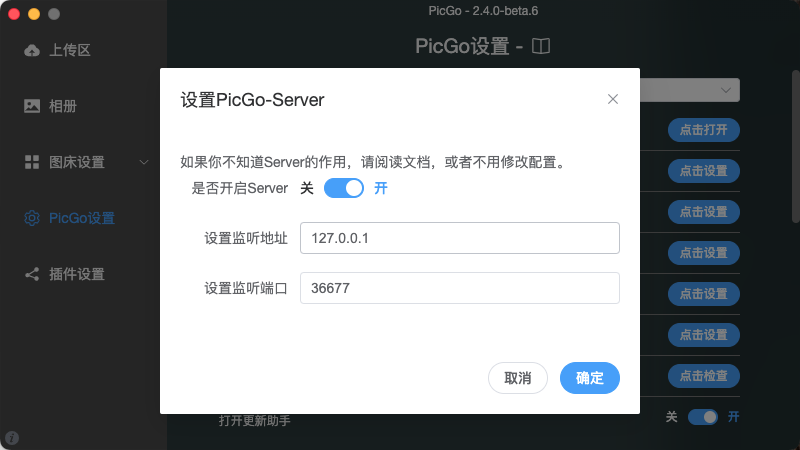 PicGo - 2.4.0-beta.6
上传区
相册
图床设置
PicGo设置
插件设置
PicGo设置 -
设置PicGo-Server
如果你不知道Server的作用，请阅读文档，或者不用修改配置。
是否开启Server 关 开
设置监听地址 127.0.0.1
设置监听端口 36677
取消 确定
点击打开
点击设置
点击设置
点击设置
点击设置
点击设置
点击检查
打开更新助手 关 开